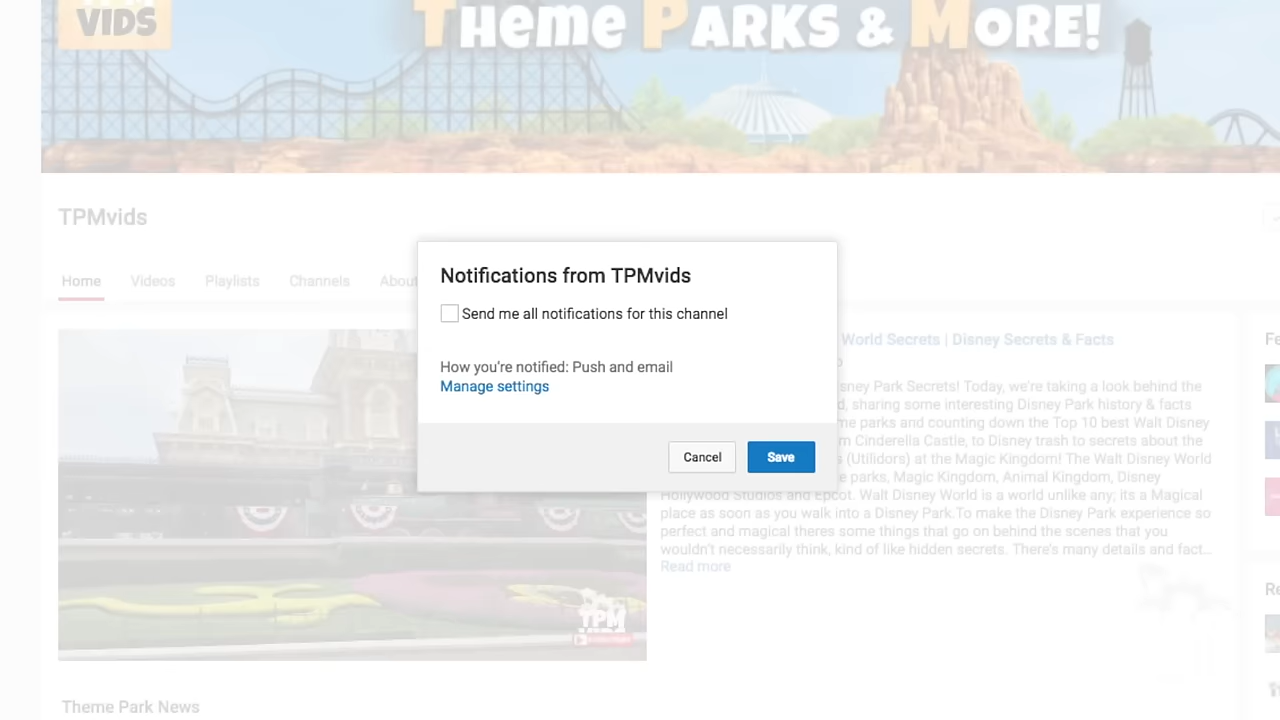 VIDS
Theme Parks & More!
TPMvids
Home Videos Playlists Channels About
Notifications from TPMvids
Send me all notifications for this channel
How you're notified: Push and email
Manage settings
Cancel Save
World Secrets | Disney Secrets & Facts
sney Park Secrets! Today, we're taking a look behind the
d, sharing some interesting Disney Park history & facts
me parks and counting down the Top 10 best Walt Disney
m Cinderella Castle, to Disney trash to secrets about the
s (Utilidors) at the Magic Kingdom! The Walt Disney World
e parks, Magic Kingdom, Animal Kingdom, Disney
Hollywood Studios and Epcot. Walt Disney World is a world unlike any; its a Magical
place as soon as you walk into a Disney Park.To make the Disney Park experience so
perfect and magical theres some things that go on behind the scenes that you
wouldn't necessarily think, kind of like hidden secrets. There's many details and fact...
Read more
TPM
Fe
Re
Theme Park News